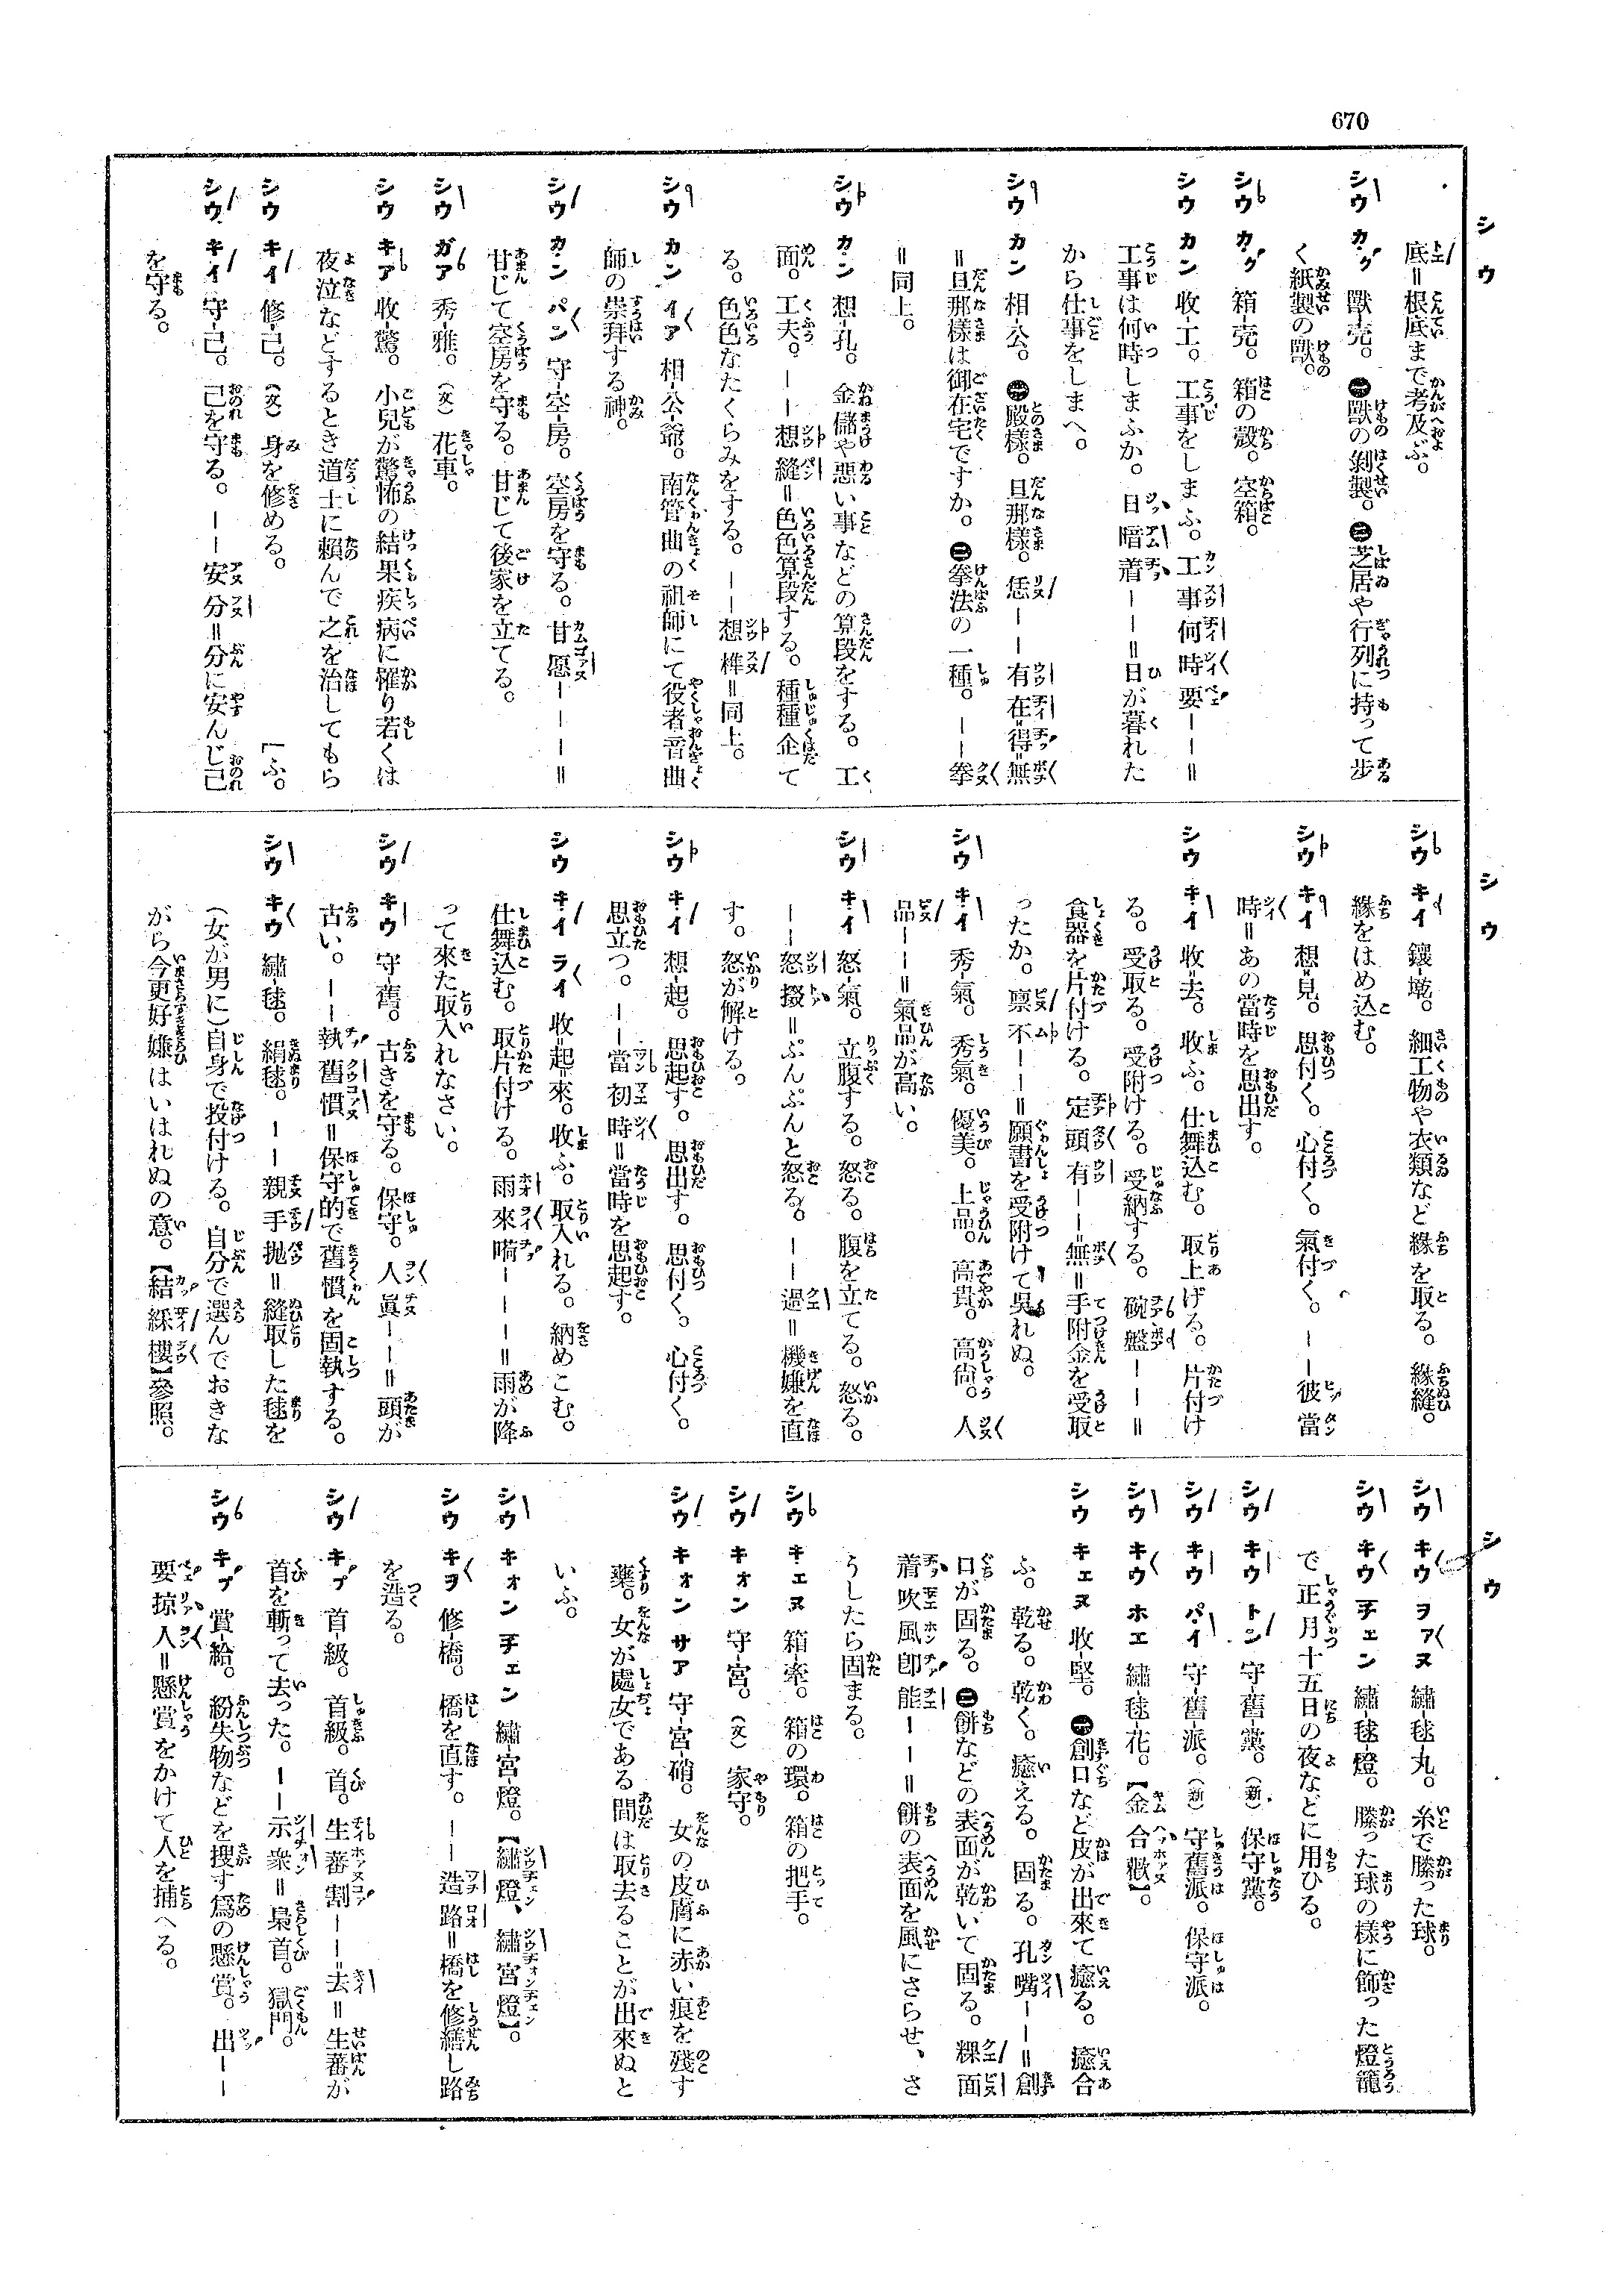 670
シウ
底＝根底まで考及ぶ。
シウ カク 獸殼。 ㊀獸の剝製。㊁芝居や行列に持って步
く紙製の獸。
シウ カク 箱殼。 箱の殼。空箱。
シウ カン 收工。 工事をしまふ。工事何時要－－＝
工事は何時しまふか。日暗着－－＝日が暮れた
から仕事をしまへ。
シウ カン 相公。 ㊀殿樣。旦那樣。恁－－有在得無
＝旦那樣は御在宅ですか。㊁拳法の一種。－－拳
＝同上。
シウ カン 想孔。 金儲や惡い事などの算段をする。工
面。工夫。－－想縫＝色色算段する。種種企て
る。色色なたくらみをする。－－想榫＝同上。
シウ カン イア 相公爺。 南管曲の祖師にて役者音曲
師の崇拜する神。
シウ カン パン 守空房。 空房を守る。甘愿－－－＝
甘じて空房を守る。甘じて後家を立てる。
シウ ガア 秀雅。(文) 花車。
シウ キア 收驚。 小兒が驚怖の結果疾病に罹り若くは
夜泣などするとき道士に賴んで之を治してもら
［ふ。
シウ キイ 修己。(文) 身を修める。
シウ キイ 守己。 己を守る。－－安分＝分に安んじ己
を守る。
シウ
シウ キイ 鑲墘。 細工物や衣類など緣を取る。緣縫。
緣をはめ込む。
シウ キイ 想見。 思付く。心付く。氣付く。－－彼當
時＝あの當時を思出す。
シウ キイ 收去。 收ふ。仕舞込む。取上げる。片付け
る。受取る。受附ける。受納する。碗盤－－＝
食器を片付ける。定頭有－－無＝手附金を受取
ったか。稟不－－＝願書を受附けて吳れぬ。
シウ キイ 秀氣。 秀氣。優美。上品。高貴。高尙。人
品－－＝氣品が高い。
シウ キイ 怒氣。 立腹する。怒る。腹を立てる。怒る。
－－怒掇＝ぷんぷんと怒る。－－過＝機嫌を直
す。怒が解ける。
シウ キイ 想起。 思起す。思出す。思付く。心付く。
思立つ。－－當初時＝當時を思起す。
シウ キイ ライ 收起來。 收ふ。取入れる。納めこむ。
仕舞込む。取片付ける。雨來嗬－－－＝雨が降
って來た取入れなさい。
シウ キウ 守舊。 古きを守る。保守。人眞－－＝頭が
古い。－－執舊慣＝保守的で舊慣を固執する。
シウ キウ 繡毬。 絹毬。－－親手拋＝縫取した毬を
(女が男に)自身で投付ける。自分で選んでおきな
がら今更好嫌はいはれぬの意。【結綵樓】參照。
シウ
シウ キウ ヲアヌ 繡毬丸。 糸で縢った球。
シウ キウ チェン 繡毬燈。 縢った球の樣に飾った燈籠
で正月十五日の夜などに用ひる。
シウ キウ トン 守舊黨。(新) 保守黨。
シウ キウ パイ 守舊派。(新) 守舊派。保守派。
シウ キウ ホエ 繡毬花。【金合歡】。
シウ キェヌ 收堅。 ㊀創口など皮が出來て癒る。癒合
ふ。乾る。乾く。癒える。固る。孔嘴－－＝創
口が固る。㊁餅などの表面が乾いて固る。粿面
着吹風卽能－－＝餅の表面を風にさらせ、さ
うしたら固まる。
シウ キェヌ 箱牽。 箱の環。箱の把手。
シウ キォン 守宮。(文) 家守。
シウ キォン サア 守宮硝。 女の皮膚に赤い痕を殘す
藥。女が處女である間は取去ることが出來ぬと
いふ。
シウ キォン チェン 繡宮燈。【繡燈、繡宮燈】。
シウ キヲ 修橋。 橋を直す。－－造路＝橋を修繕し路
を造る。
シウ キプ 首級。 首級。首。生蕃割－－去＝生蕃が
首を斬って去った。－－示衆＝梟首。獄門。
シウ キプ 賞給。 紛失物などを搜す爲の懸賞。出－－
要掠人＝懸賞をかけて人を捕へる。